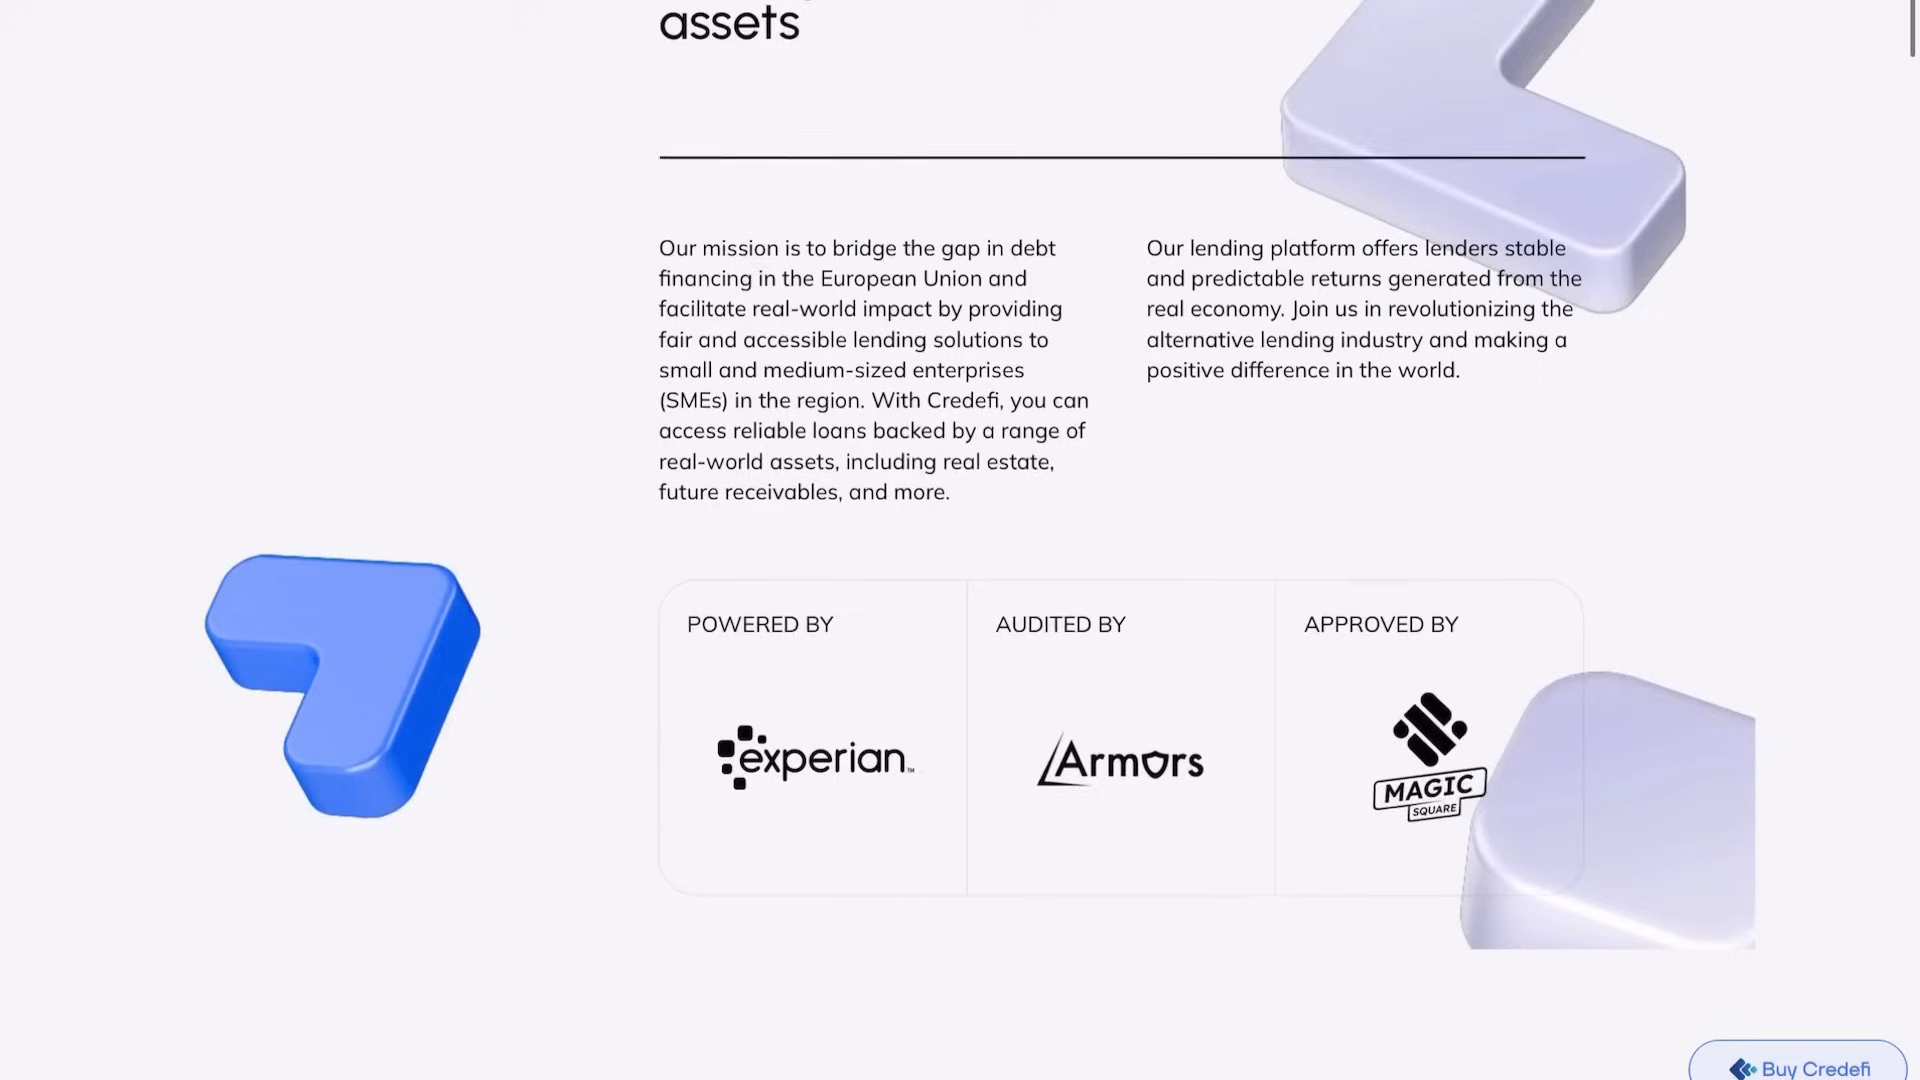 assets
Our mission is to bridge the gap in debt
financing in the European Union and
facilitate real-world impact by providing
fair and accessible lending solutions to
small and medium-sized enterprises
(SMEs) in the region. With Credefi, you can
access reliable loans backed by a range of
real-world assets, including real estate,
future receivables, and more.
Our lending platform offers lenders stable
and predictable returns generated from the
real economy. Join us in revolutionizing the
alternative lending industry and making a
positive difference in the world.
POWERED BY
experian™
AUDITED BY
Armors
APPROVED BY
MAGIC
SQUARE
Buy Credefi